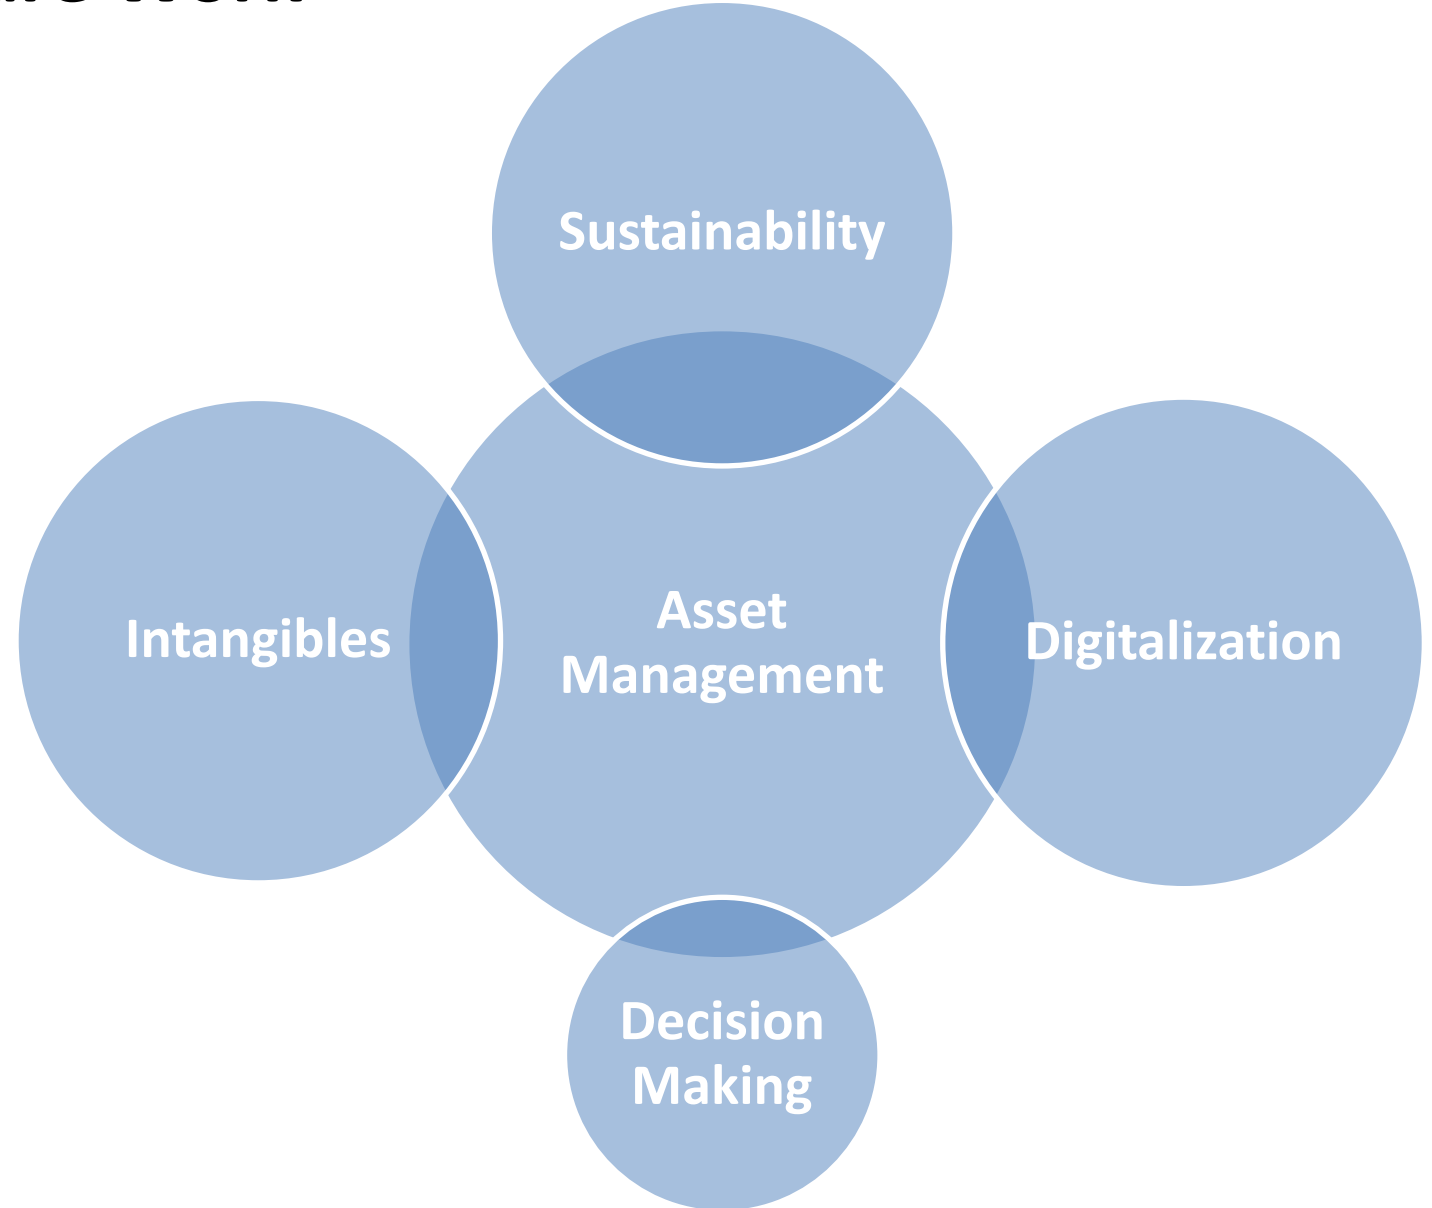 Sustainability
Intangibles
Asset
Management
Digitalization
Decision
Making